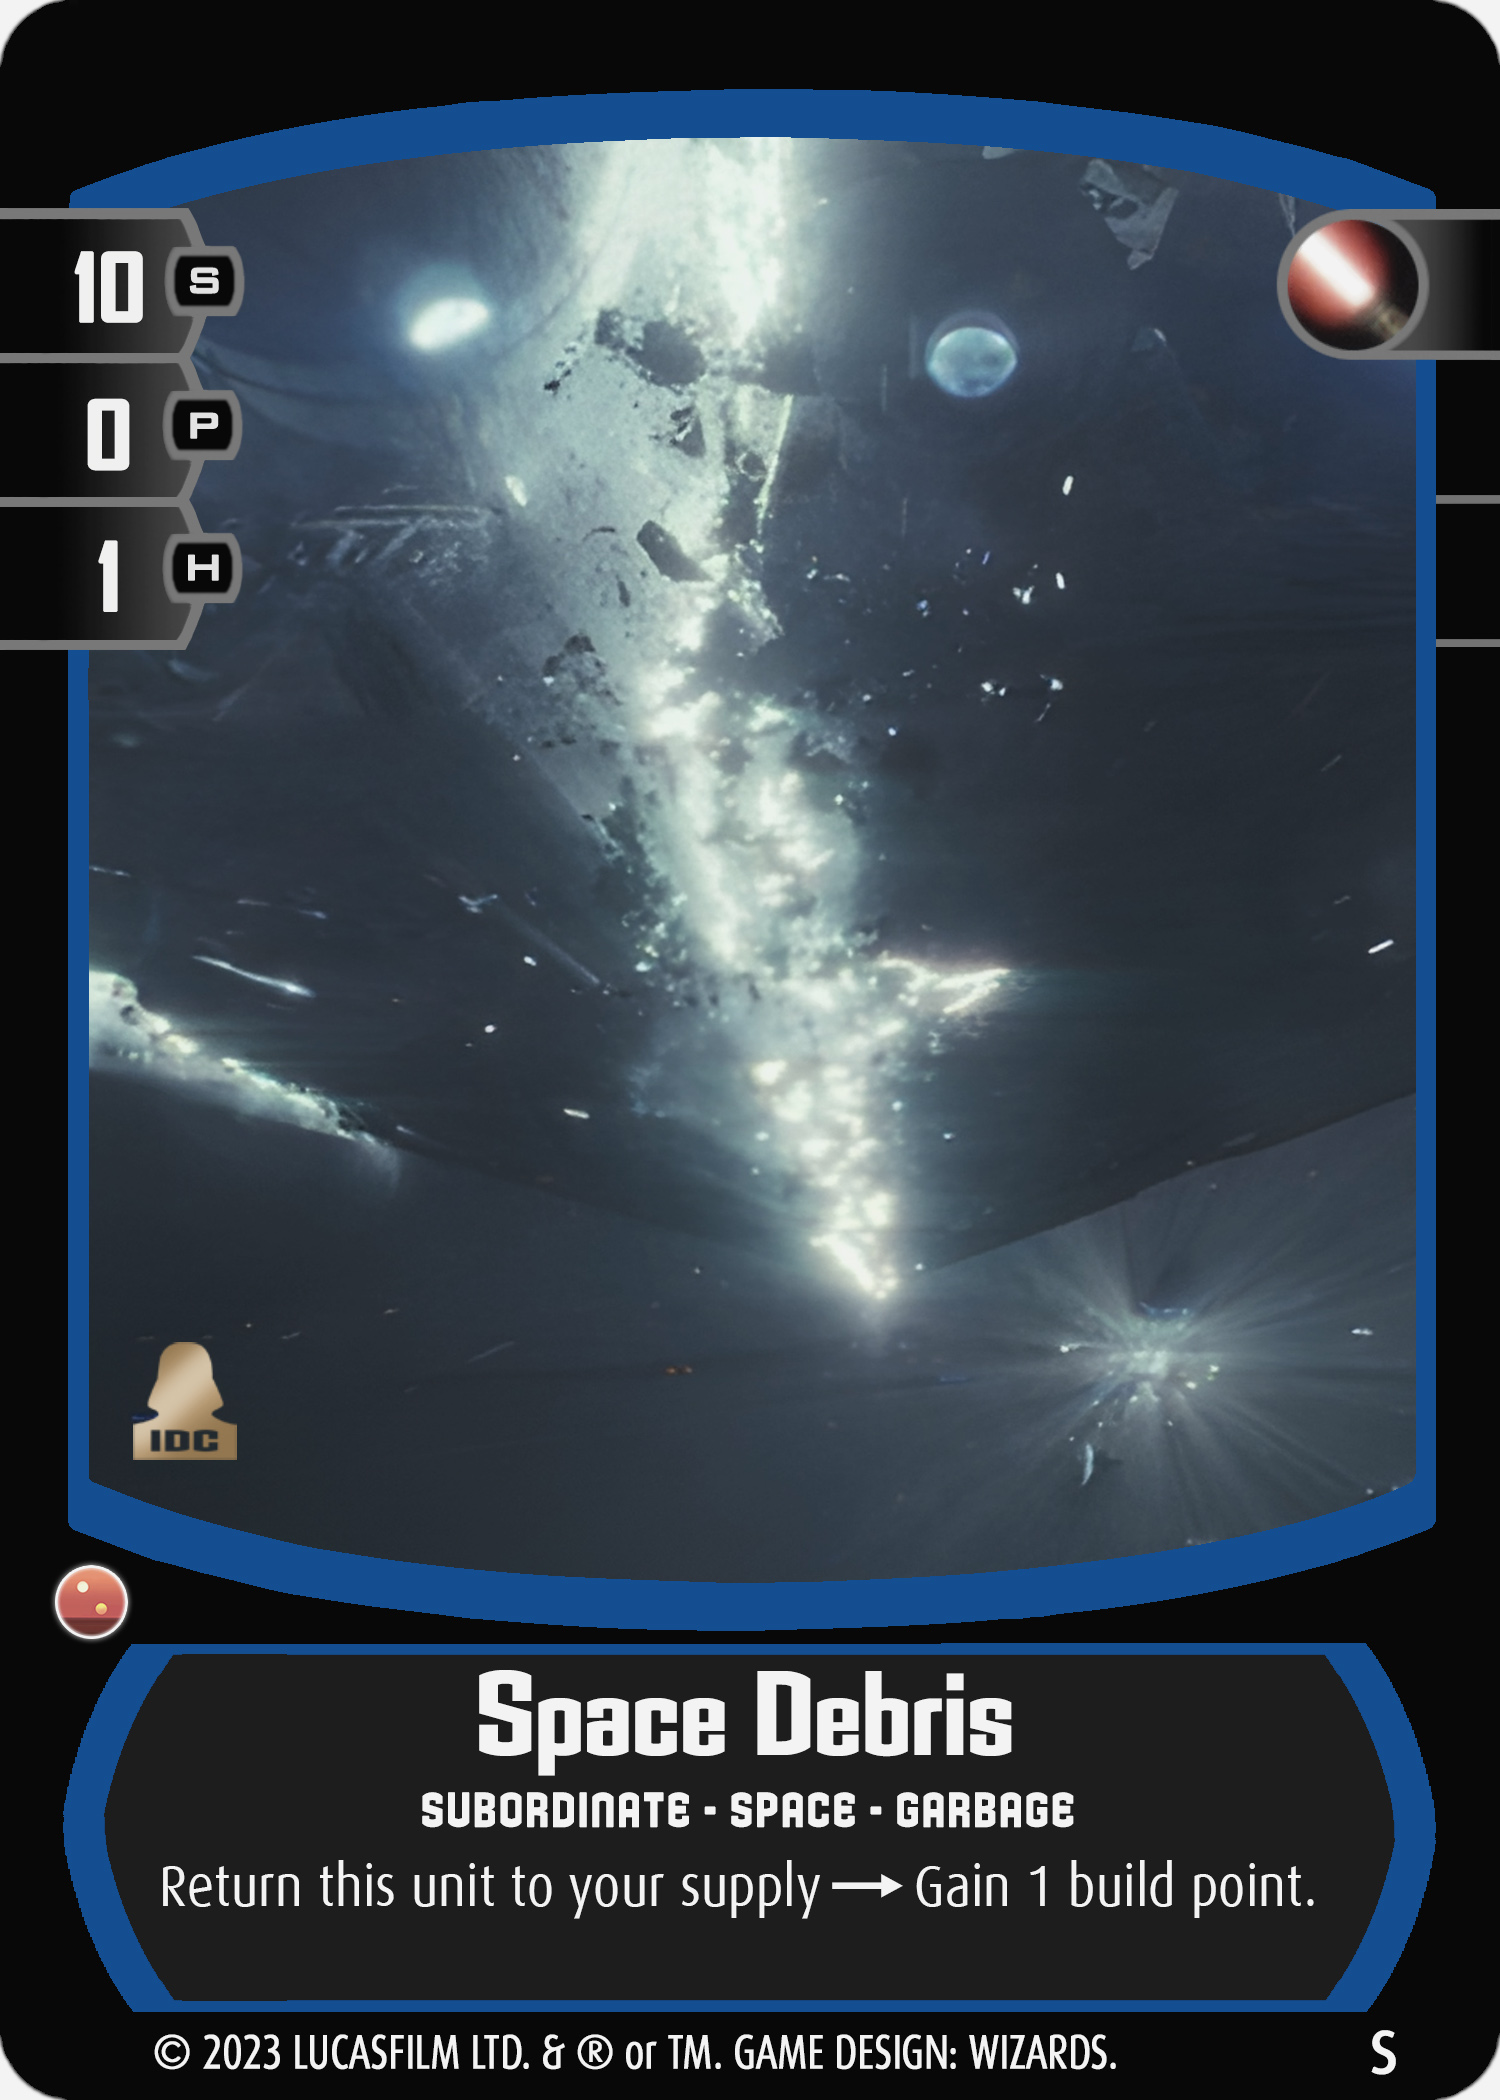 10 S
0 P
1 H
IDC
Space Debris
SUBORDINATE - SPACE - GARBAGE
Return this unit to your supply → Gain 1 build point.
© 2023 LUCASFILM LTD. & ® or TM. GAME DESIGN: WIZARDS. S